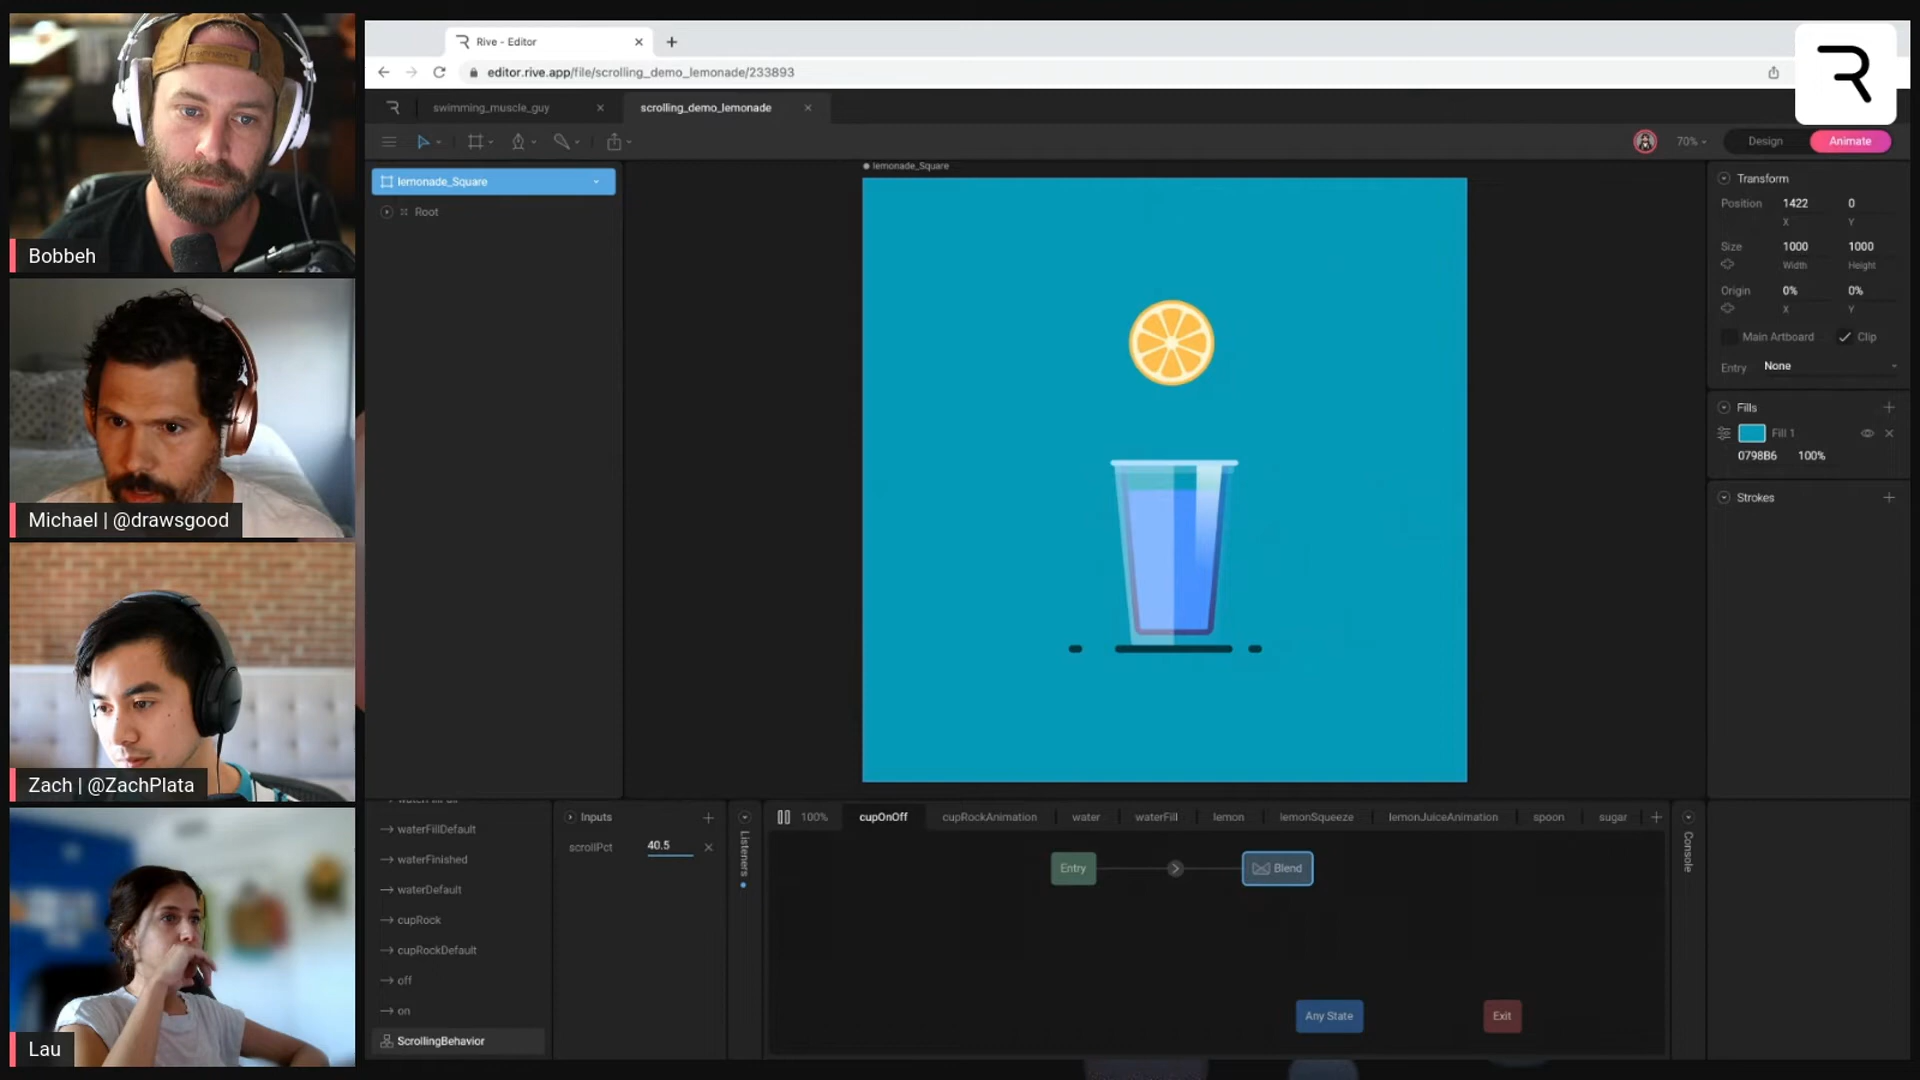 Bobbeh
Michael | @drawsgood
Zach | @ZachPlata
Lau
Rive - Editor
editor.rive.app/file/scrolling_demo_lemonade/233893
swimming_muscle_guy
scrolling_demo_lemonade
70%
Design
Animate
lemonade_Square
Root
lemonade_Square
Transform
Position 1422 0
X Y
Size 1000 1000
Width Height
Origin 0% 0%
X Y
Main Artboard Clip
Entry None
Fills
Fill 1
0798B6 100%
Strokes
waterFillDefault
waterFinished
waterDefault
cupRock
cupRockDefault
off
on
ScrollingBehavior
Inputs
scrollPct 40.5
Listeners
100%
cupOnOff
cupRockAnimation
water
waterFill
lemon
lemonSqueeze
lemonJuiceAnimation
spoon
sugar
Entry
Blend
Any State
Exit
Console